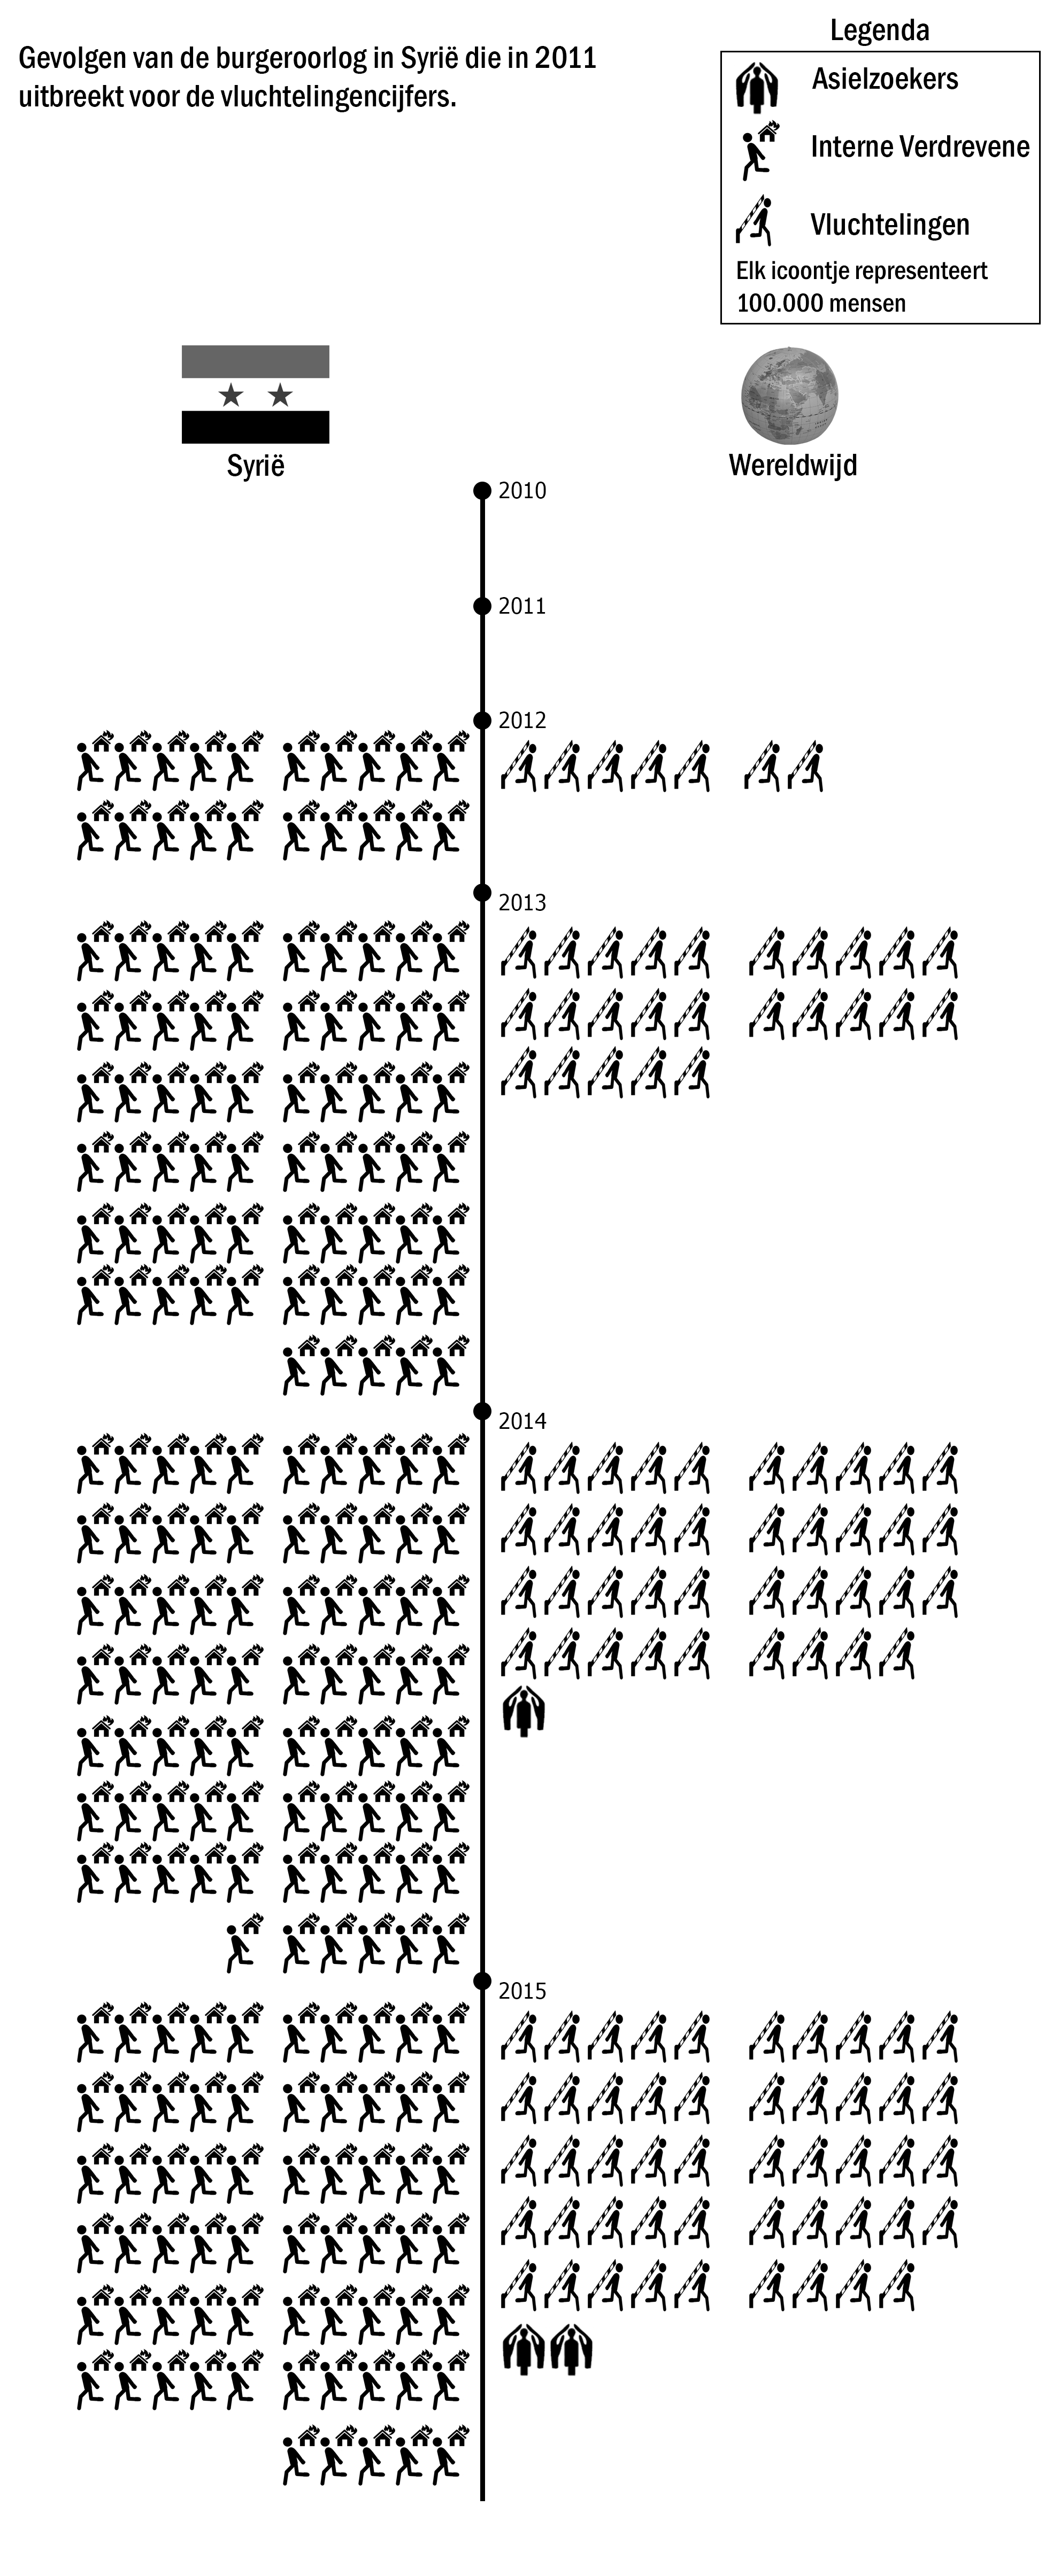 Gevolgen van de burgeroorlog in Syrië die in 2011
uitbreekt voor de vluchtelingencijfers.
Legenda
Asielzoekers
Interne Verdrevene
Vluchtelingen
Elk icoontje representeert
100.000 mensen
Syrië
Wereldwijd
2010
2011
2012
2013
2014
2015